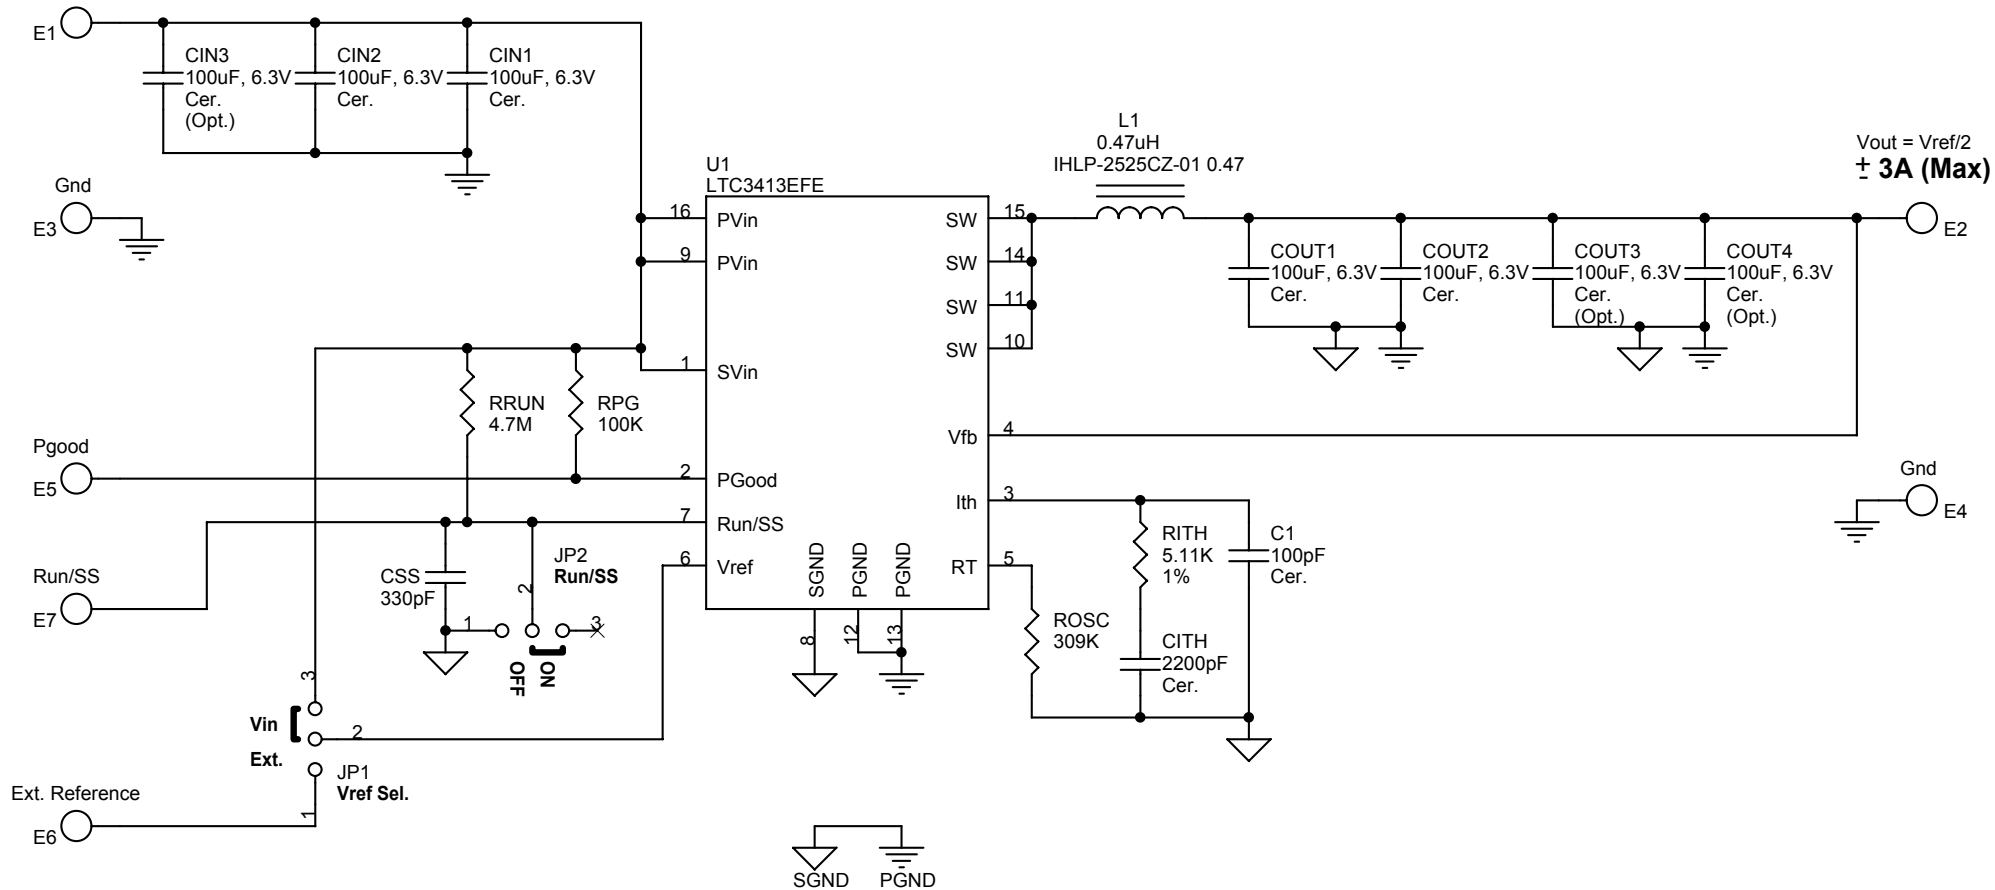 E1
CIN3
100uF, 6.3V
Cer.
(Opt.)
CIN2
100uF, 6.3V
Cer.
CIN1
100uF, 6.3V
Cer.
Gnd
E3
U1
LTC3413EFE
16 PVin
9 PVin
1 SVin
2 PGood
7 Run/SS
6 Vref
SW 15
SW 14
SW 11
SW 10
Vfb 4
Ith 3
RT 5
SGND
PGND
PGND
8
12
13
L1
0.47uH
IHLP-2525CZ-01 0.47
Vout = Vref/2
± 3A (Max)
E2
COUT1
100uF, 6.3V
Cer.
COUT2
100uF, 6.3V
Cer.
COUT3
100uF, 6.3V
Cer.
(Opt.)
COUT4
100uF, 6.3V
Cer.
(Opt.)
RRUN
4.7M
RPG
100K
Pgood
E5
Run/SS
E7
CSS
330pF
JP2
Run/SS
1
2
3
OFF
ON
Gnd
E4
RITH
5.11K
1%
C1
100pF
Cer.
ROSC
309K
CITH
2200pF
Cer.
3
Vin
2
Ext.
JP1
Vref Sel.
1
Ext. Reference
E6
SGND
PGND